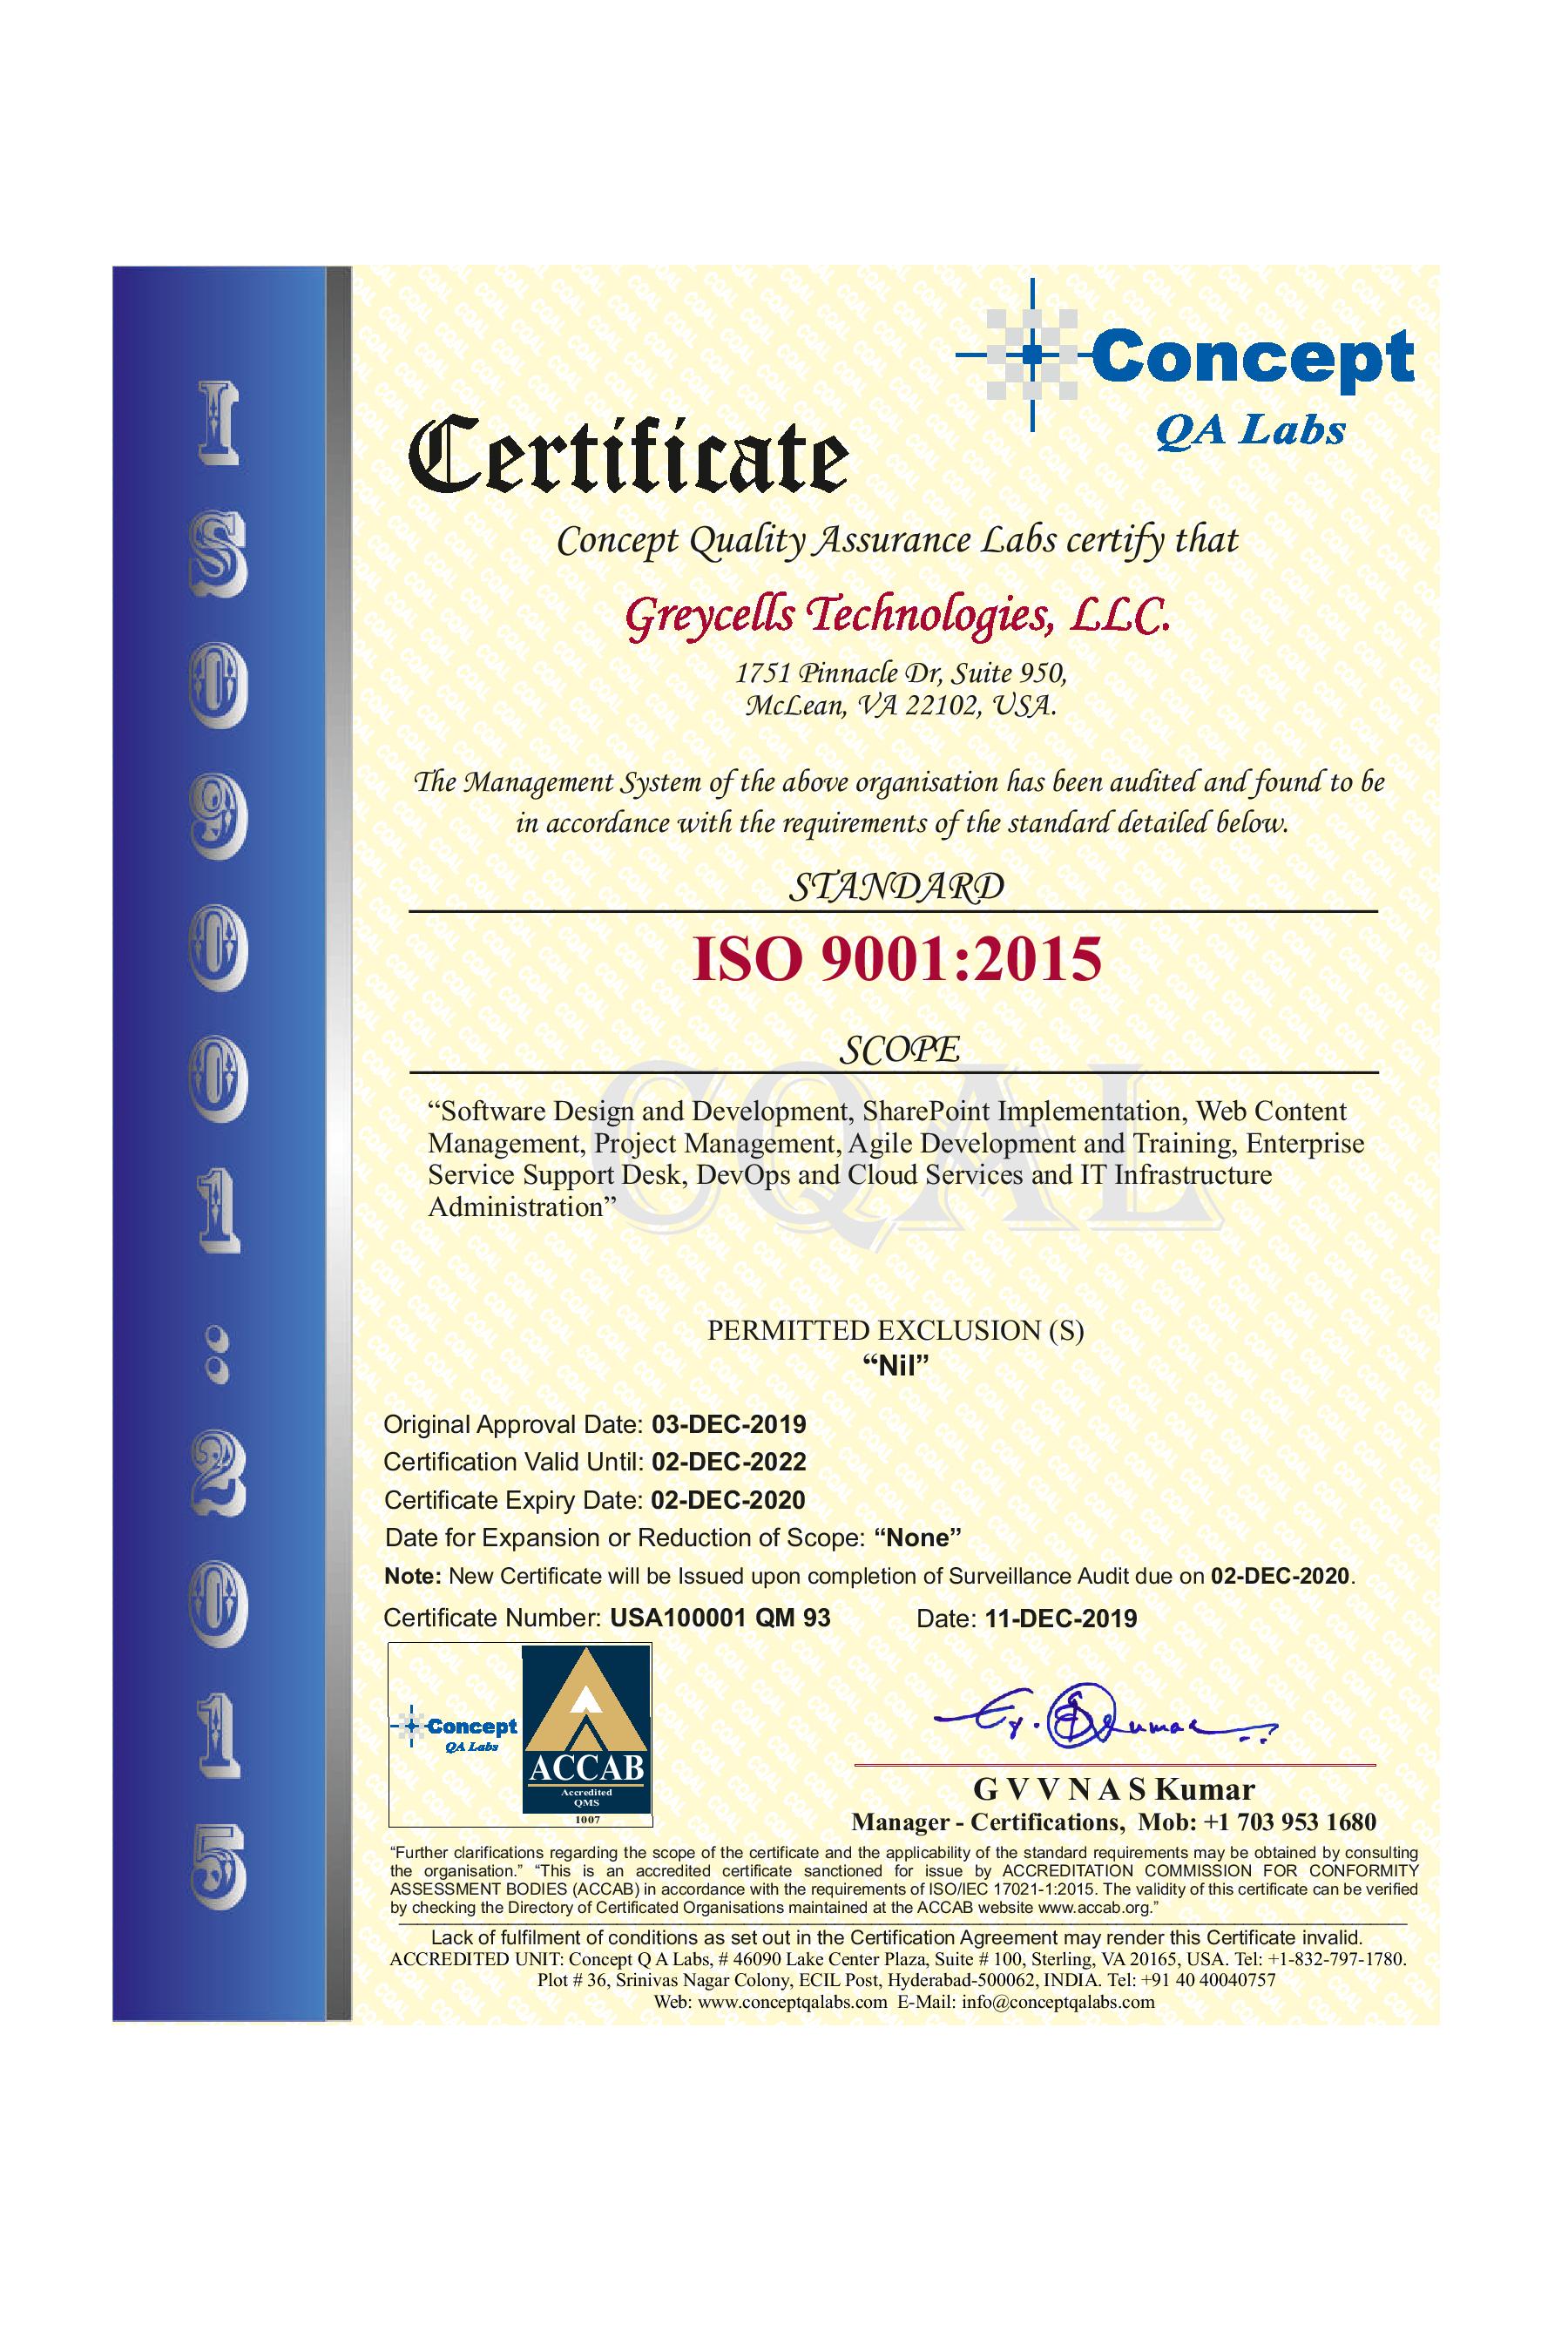 ISO 9001:2015
Concept
QA Labs
Certificate
Concept Quality Assurance Labs certify that
Greycells Technologies, LLC.
1751 Pinnacle Dr, Suite 950,
McLean, VA 22102, USA.
The Management System of the above organisation has been audited and found to be
in accordance with the requirements of the standard detailed below.
STANDARD
ISO 9001:2015
SCOPE
CQAL
“Software Design and Development, SharePoint Implementation, Web Content
Management, Project Management, Agile Development and Training, Enterprise
Service Support Desk, DevOps and Cloud Services and IT Infrastructure
Administration”
PERMITTED EXCLUSION (S)
“Nil”
Original Approval Date: 03-DEC-2019
Certification Valid Until: 02-DEC-2022
Certificate Expiry Date: 02-DEC-2020
Date for Expansion or Reduction of Scope: “None”
Note: New Certificate will be Issued upon completion of Surveillance Audit due on 02-DEC-2020.
Certificate Number: USA100001 QM 93 Date: 11-DEC-2019
Concept
QA Labs
ACCAB
Accredited
QMS
1007
G V V N A S Kumar
Manager - Certifications, Mob: +1 703 953 1680
“Further clarifications regarding the scope of the certificate and the applicability of the standard requirements may be obtained by consulting
the organisation.” “This is an accredited certificate sanctioned for issue by ACCREDITATION COMMISSION FOR CONFORMITY
ASSESSMENT BODIES (ACCAB) in accordance with the requirements of ISO/IEC 17021-1:2015. The validity of this certificate can be verified
by checking the Directory of Certificated Organisations maintained at the ACCAB website www.accab.org.”
Lack of fulfilment of conditions as set out in the Certification Agreement may render this Certificate invalid.
ACCREDITED UNIT: Concept Q A Labs, # 46090 Lake Center Plaza, Suite # 100, Sterling, VA 20165, USA. Tel: +1-832-797-1780.
Plot # 36, Srinivas Nagar Colony, ECIL Post, Hyderabad-500062, INDIA. Tel: +91 40 40040757
Web: www.conceptqalabs.com E-Mail: info@conceptqalabs.com